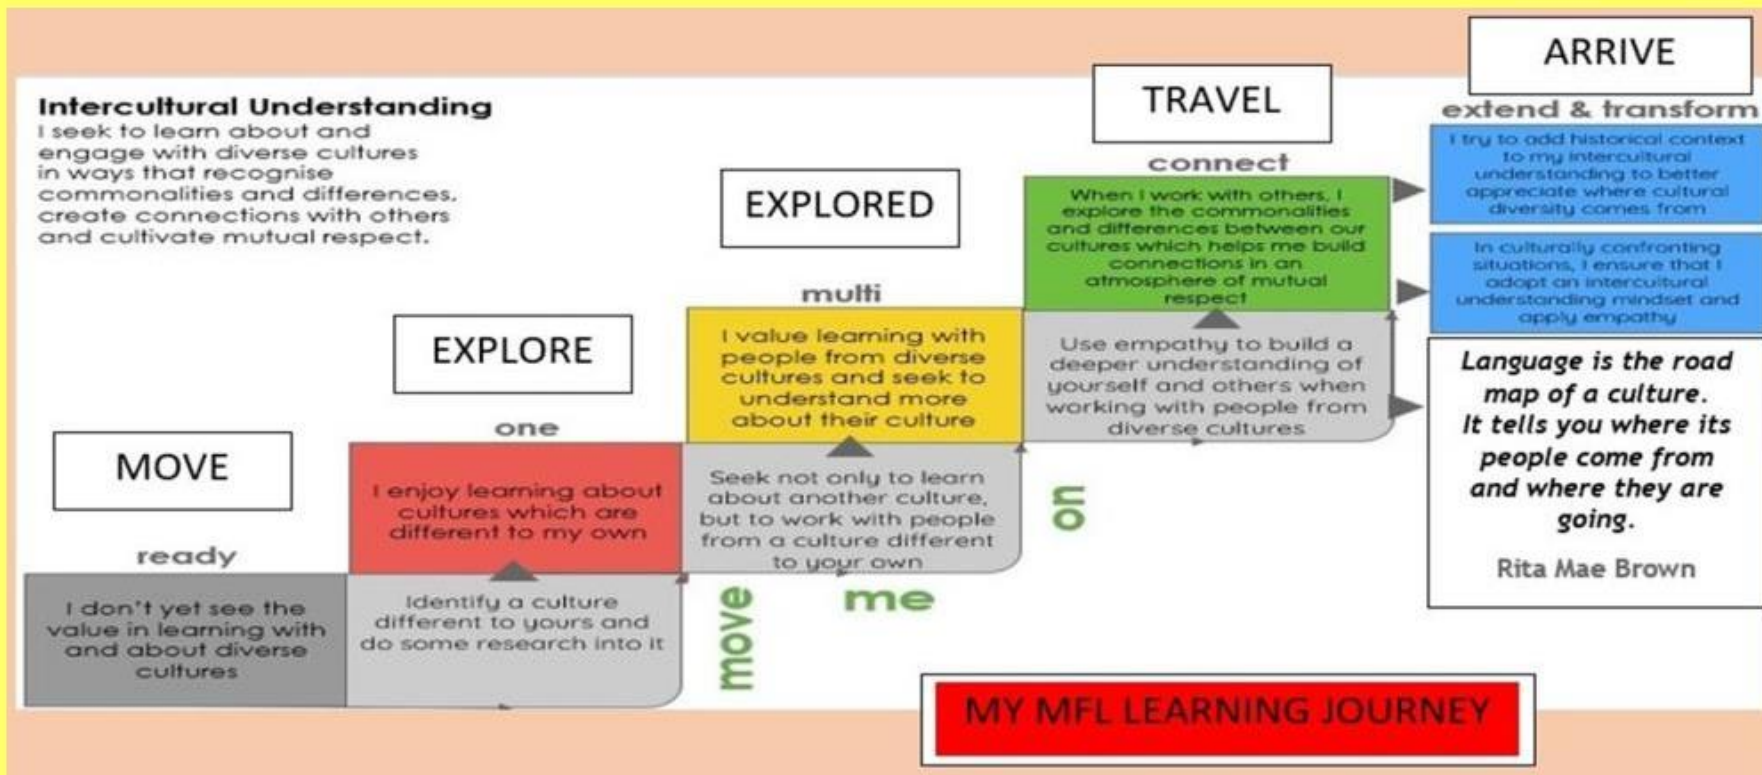 Intercultural Understanding
I seek to learn about and
engage with diverse cultures
in ways that recognise
commonalities and differences,
create connections with others
and cultivate mutual respect.
MOVE
ready
I don't yet see the
value in learning with
and about diverse
cultures
EXPLORE
one
I enjoy learning about
cultures which are
different to my own
Identify a culture
different to yours and
do some research into it
EXPLORED
multi
I value learning with
people from diverse
cultures and seek to
understand more
about their culture
Seek not only to learn
about another culture,
but to work with people
from a culture different
to your own
move
me
on
TRAVEL
connect
When I work with others, I
explore the commonalities
and differences between our
cultures which helps me build
connections in an
atmosphere of mutual
respect
Use empathy to build a
deeper understanding of
yourself and others when
working with people from
diverse cultures
ARRIVE
extend & transform
I try to add historical context
to my intercultural
understanding to better
appreciate where cultural
diversity comes from
In culturally confronting
situations, I ensure that I
adopt an intercultural
understanding mindset and
apply empathy
Language is the road
map of a culture.
It tells you where its
people come from
and where they are
going.
Rita Mae Brown
MY MFL LEARNING JOURNEY